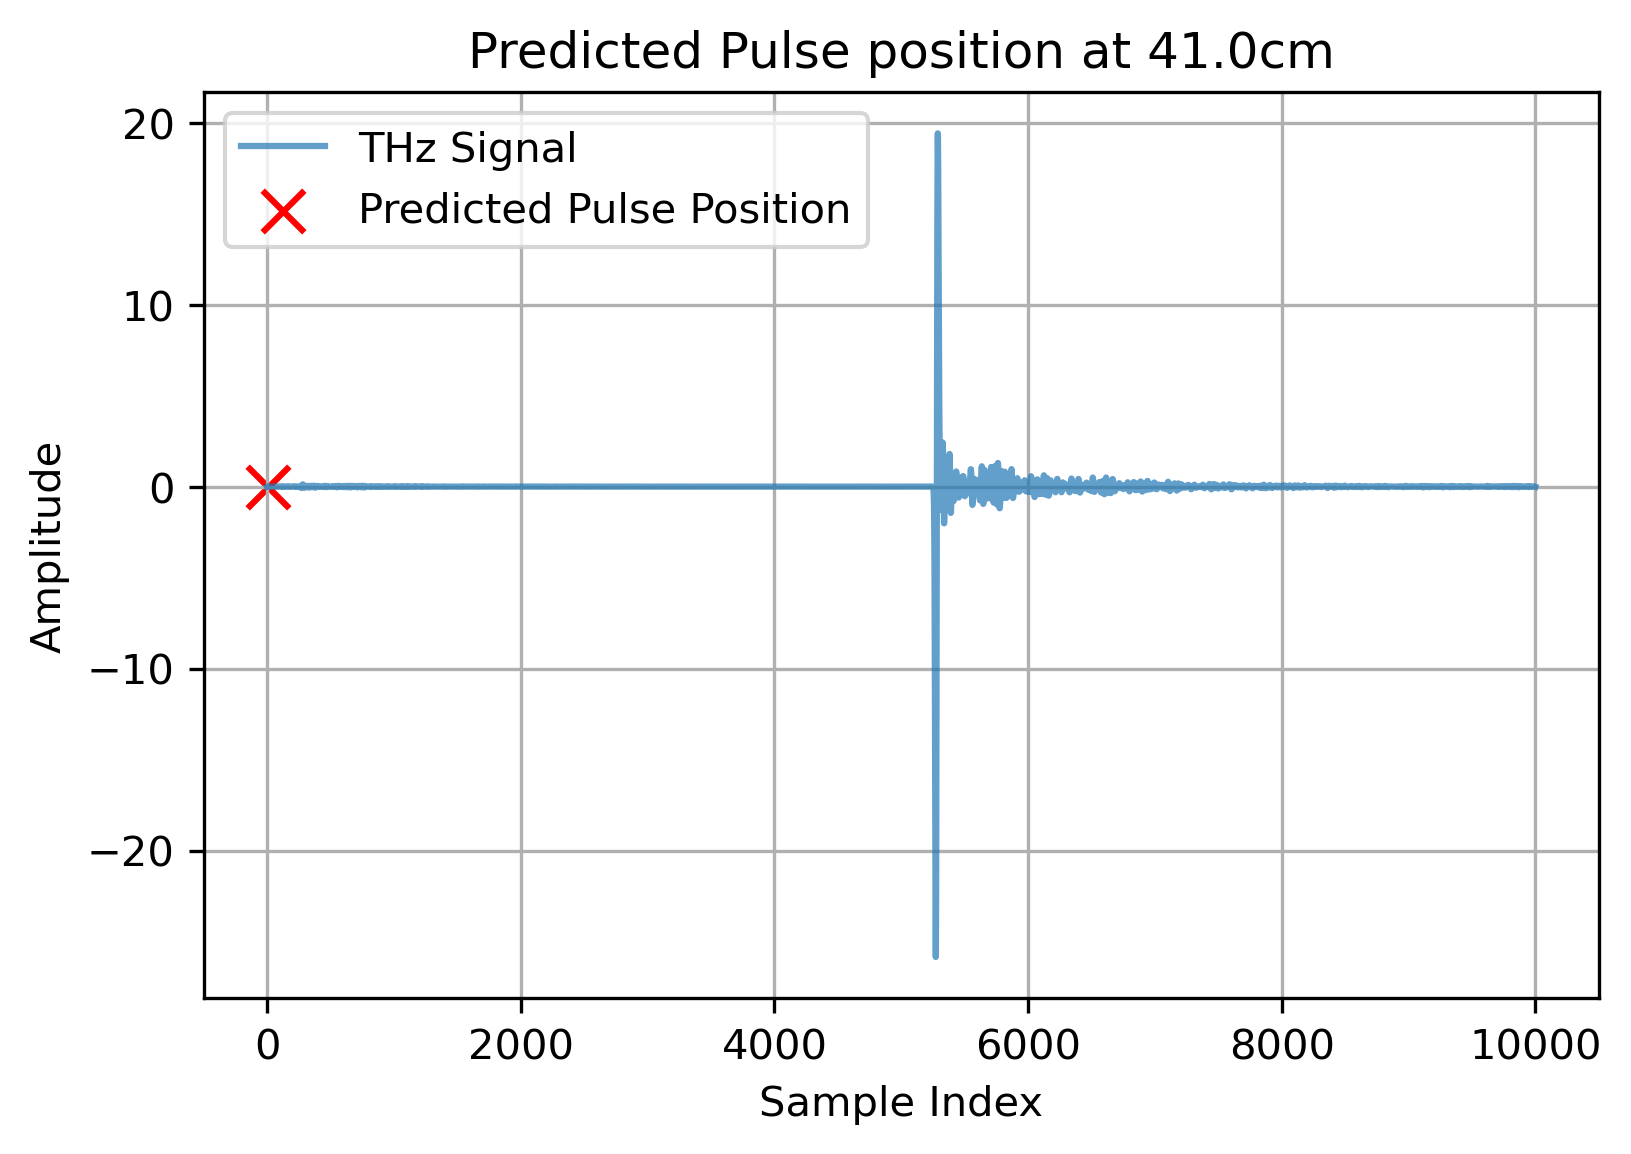 Predicted Pulse position at 41.0cm
THz Signal
Predicted Pulse Position
20
10
0
−10
−20
Amplitude
0 2000 4000 6000 8000 10000
Sample Index